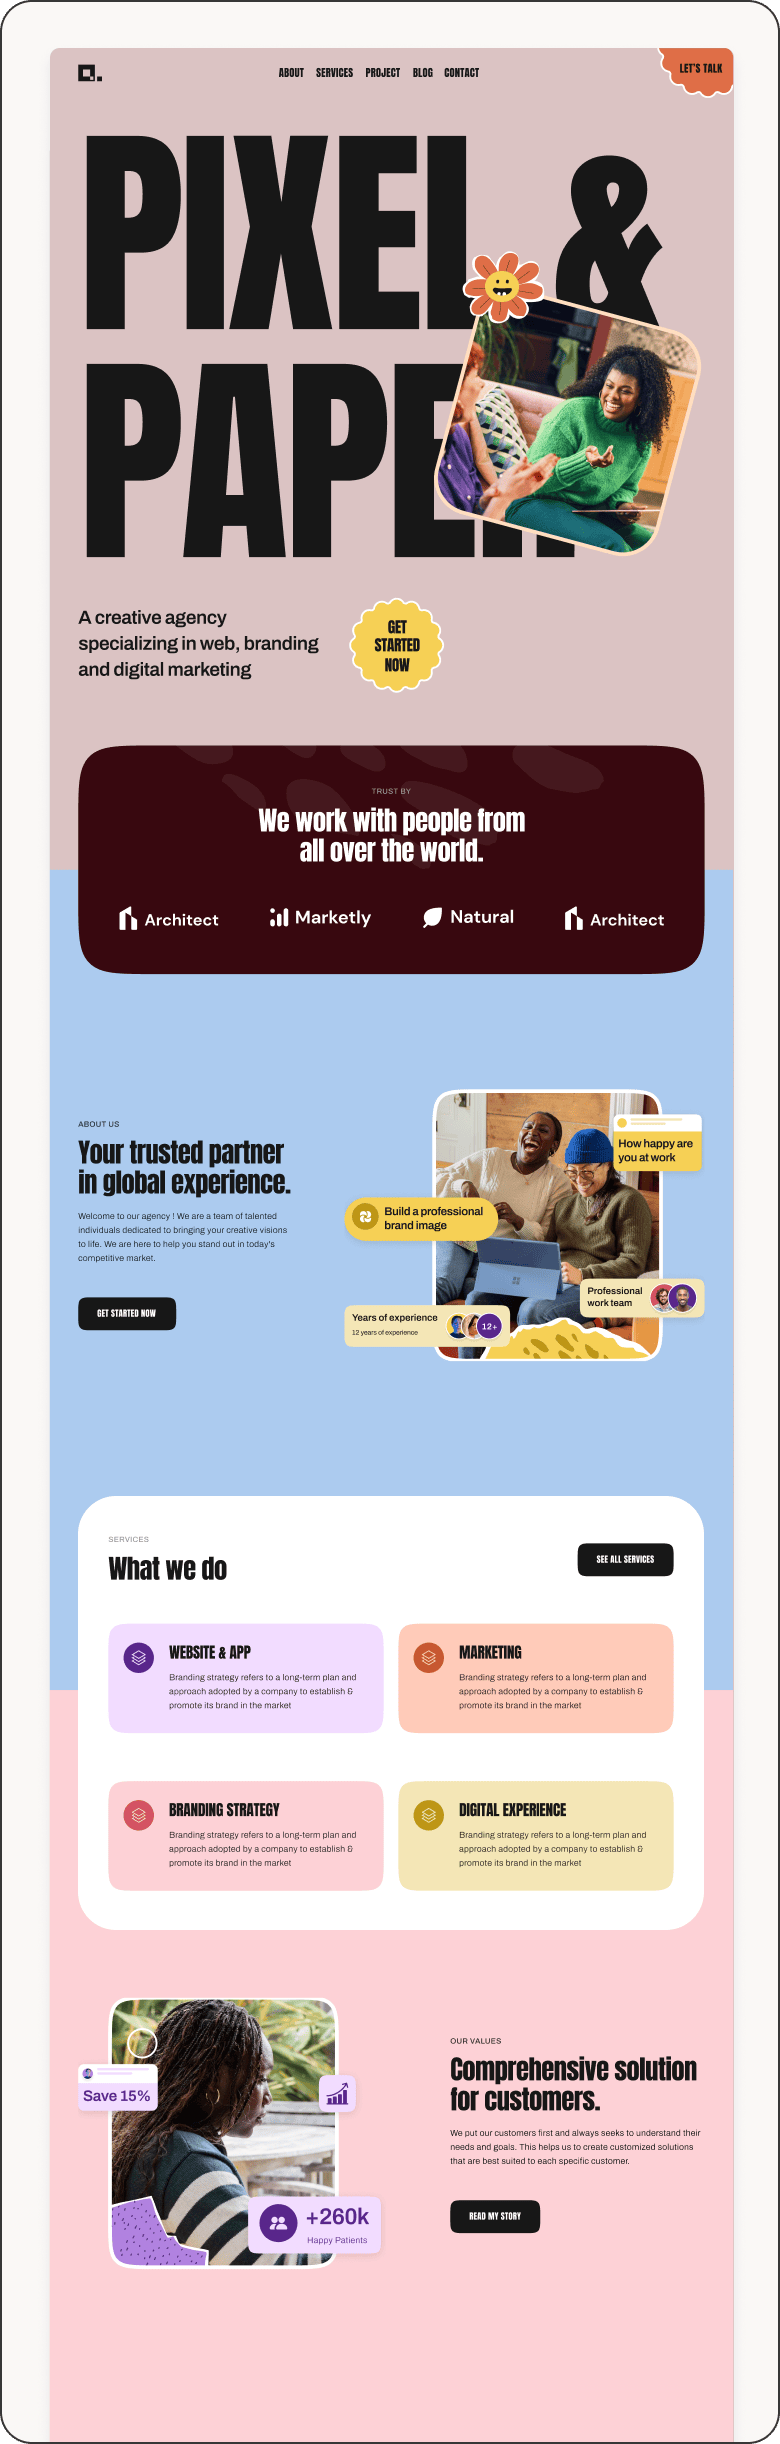 ABOUT SERVICES PROJECT BLOG CONTACT
LET'S TALK
PIXEL &
PAPER
A creative agency
specializing in web, branding
and digital marketing
GET
STARTED
NOW
TRUST BY
We work with people from
all over the world.
Architect
Marketly
Natural
Architect
ABOUT US
Your trusted partner
in global experience.
Welcome to our agency ! We are a team of talented
individuals dedicated to bringing your creative visions
to life. We are here to help you stand out in today's
competitive market.
GET STARTED NOW
How happy are
you at work
Build a professional
brand image
Professional
work team
Years of experience
12 years of experience
12+
SERVICES
What we do
SEE ALL SERVICES
WEBSITE & APP
Branding strategy refers to a long-term plan and
approach adopted by a company to establish &
promote its brand in the market
MARKETING
Branding strategy refers to a long-term plan and
approach adopted by a company to establish &
promote its brand in the market
BRANDING STRATEGY
Branding strategy refers to a long-term plan and
approach adopted by a company to establish &
promote its brand in the market
DIGITAL EXPERIENCE
Branding strategy refers to a long-term plan and
approach adopted by a company to establish &
promote its brand in the market
Save 15%
+260k
Happy Patients
OUR VALUES
Comprehensive solution
for customers.
We put our customers first and always seeks to understand their
needs and goals. This helps us to create customized solutions
that are best suited to each specific customer.
READ MY STORY